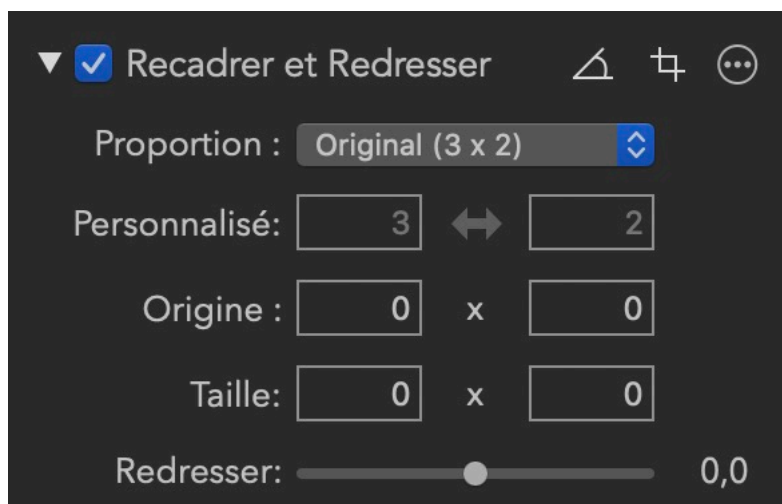 Recadrer et Redresser
Proportion : Original (3 x 2)
Personnalisé: 3 2
Origine : 0 x 0
Taille: 0 x 0
Redresser: 0,0